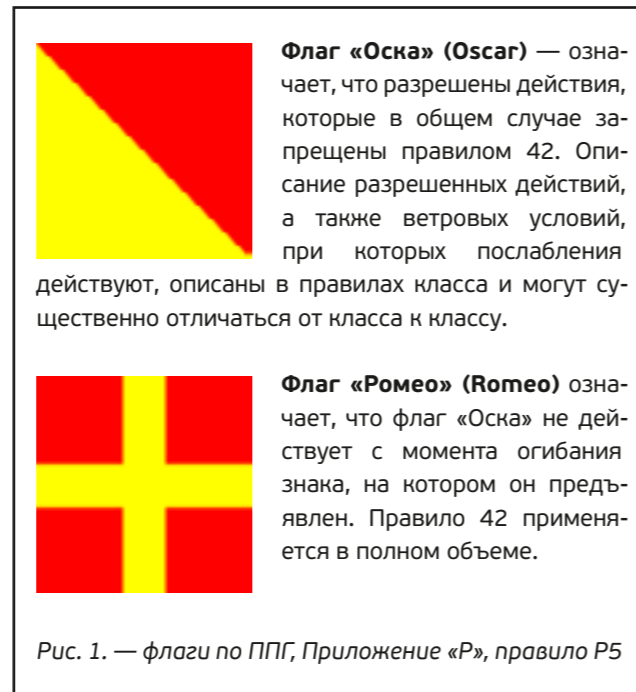 Флаг «Оска» (Oscar) — озна-
чает, что разрешены действия,
которые в общем случае за-
прещены правилом 42. Опи-
сание разрешенных действий,
а также ветровых условий,
при которых послабления
действуют, описаны в правилах класса и могут су-
щественно отличаться от класса к классу.
Флаг «Ромео» (Romeo) озна-
чает, что флаг «Оска» не дей-
ствует с момента огибания
знака, на котором он предъ-
явлен. Правило 42 применя-
ется в полном объеме.
Рис. 1. — флаги по ППГ, Приложение «Р», правило Р5